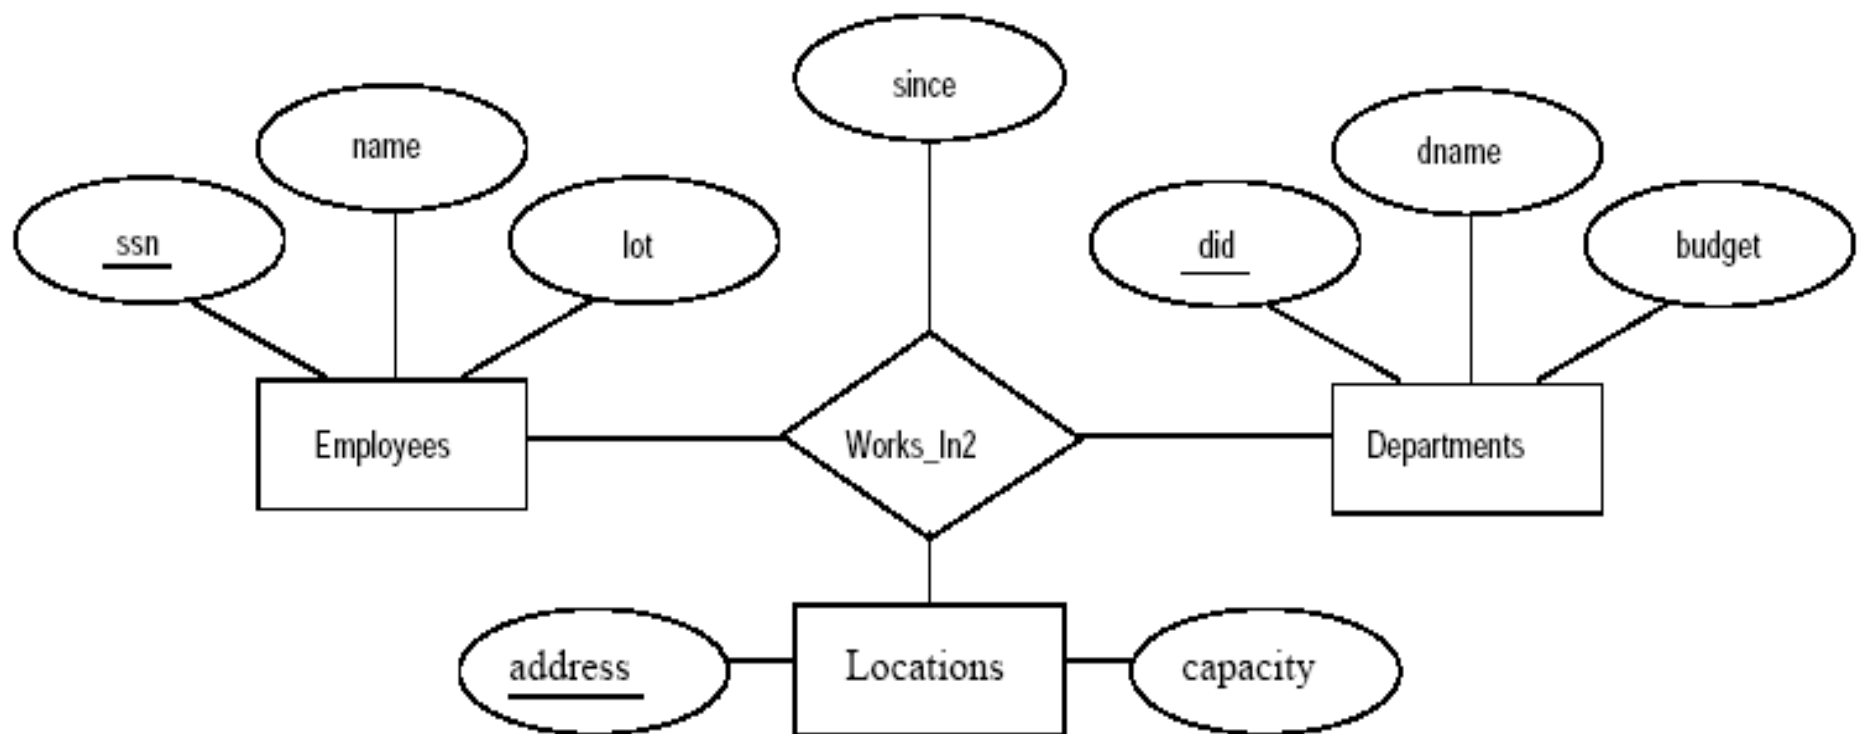 since
name
dname
ssn
lot
did
budget
Employees
Works_In2
Departments
address
Locations
capacity